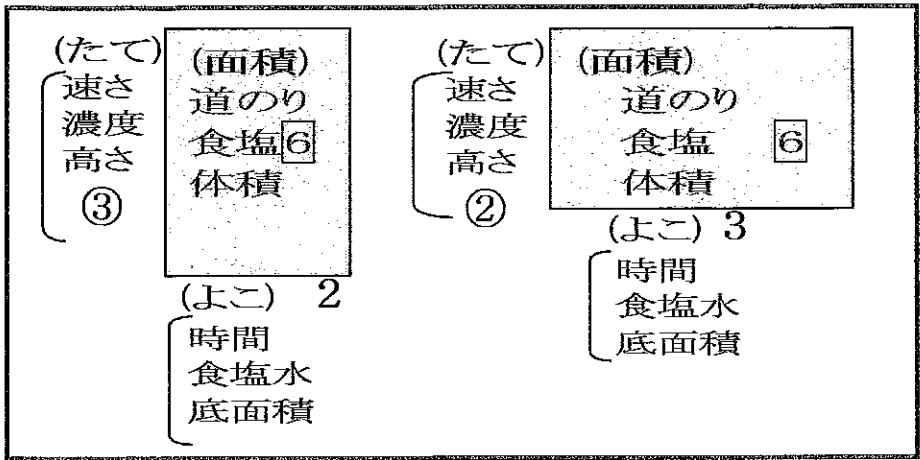 (たて)
速さ
濃度
高さ
③
(面積)
道のり
食塩 6
体積
(よこ) 2
時間
食塩水
底面積
(たて)
速さ
濃度
高さ
②
(面積)
道のり
食塩 6
体積
(よこ) 3
時間
食塩水
底面積